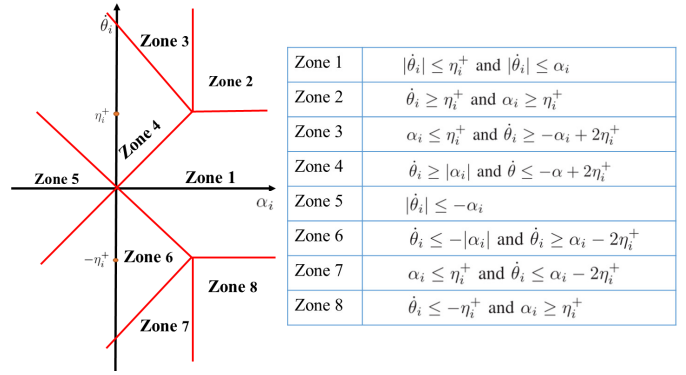 θ̇ᵢ
Zone 3
Zone 2
ηᵢ⁺
Zone 4
Zone 5
Zone 1
αᵢ
−ηᵢ⁺
Zone 6
Zone 8
Zone 7
Zone 1 |θ̇ᵢ| ≤ ηᵢ⁺ and |θ̇ᵢ| ≤ αᵢ
Zone 2 θ̇ᵢ ≥ ηᵢ⁺ and αᵢ ≥ ηᵢ⁺
Zone 3 αᵢ ≤ ηᵢ⁺ and θ̇ᵢ ≥ −αᵢ + 2ηᵢ⁺
Zone 4 θ̇ᵢ ≥ |αᵢ| and θ̇ ≤ −α + 2ηᵢ⁺
Zone 5 |θ̇ᵢ| ≤ −αᵢ
Zone 6 θ̇ᵢ ≤ −|αᵢ| and θ̇ᵢ ≥ αᵢ − 2ηᵢ⁺
Zone 7 αᵢ ≤ ηᵢ⁺ and θ̇ᵢ ≤ αᵢ − 2ηᵢ⁺
Zone 8 θ̇ᵢ ≤ −ηᵢ⁺ and αᵢ ≥ ηᵢ⁺